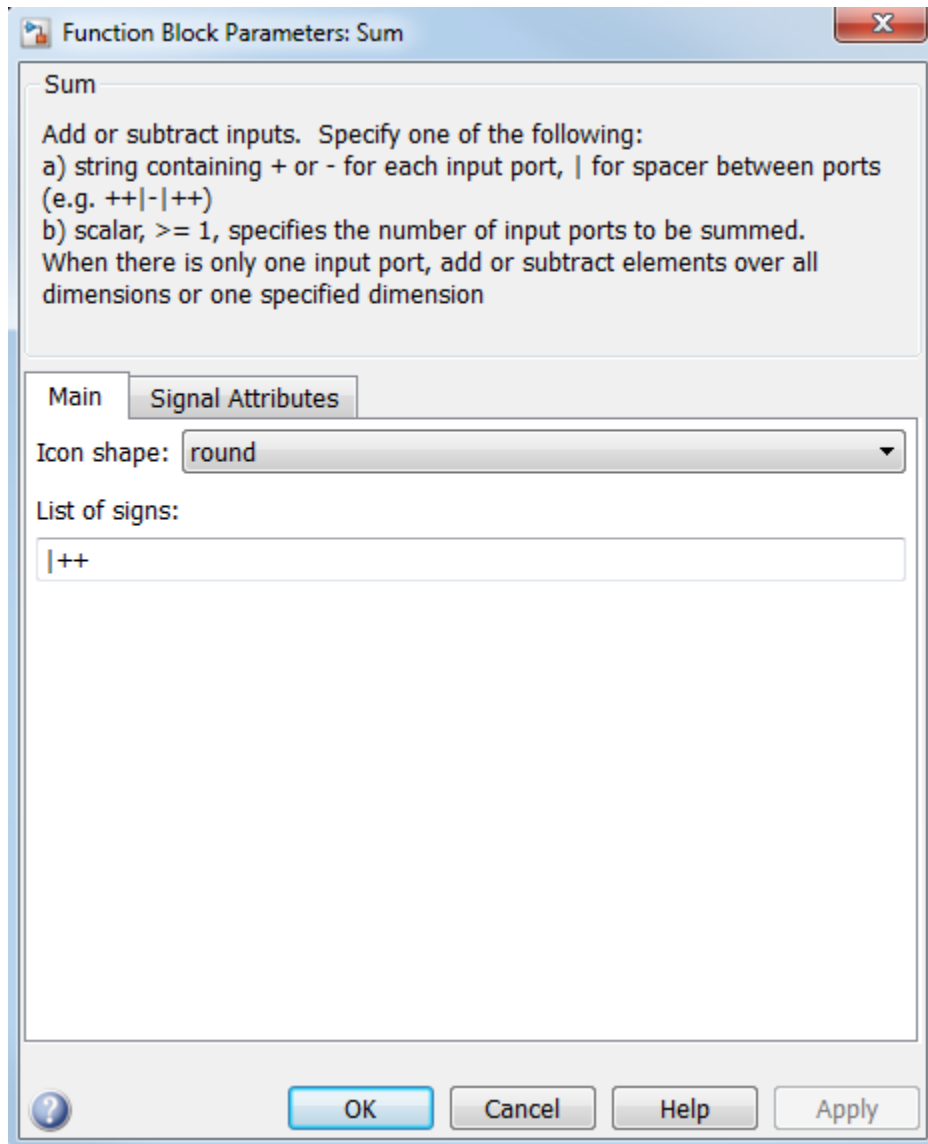 Function Block Parameters: Sum
Sum
Add or subtract inputs.  Specify one of the following:
a) string containing + or - for each input port, | for spacer between ports
(e.g. ++|-|++)
b) scalar, >= 1, specifies the number of input ports to be summed.
When there is only one input port, add or subtract elements over all
dimensions or one specified dimension
Main Signal Attributes
Icon shape: round
List of signs:
|++
OK Cancel Help Apply